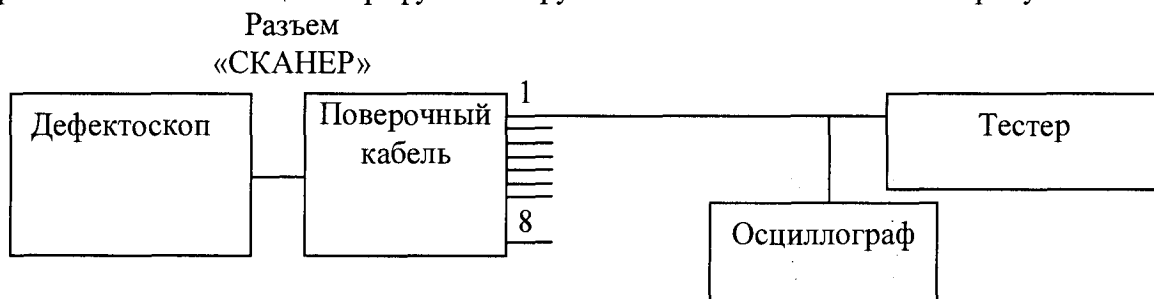 Разъем
«СКАНЕР»
Дефектоскоп
Поверочный
кабель
1
8
Тестер
Осциллограф